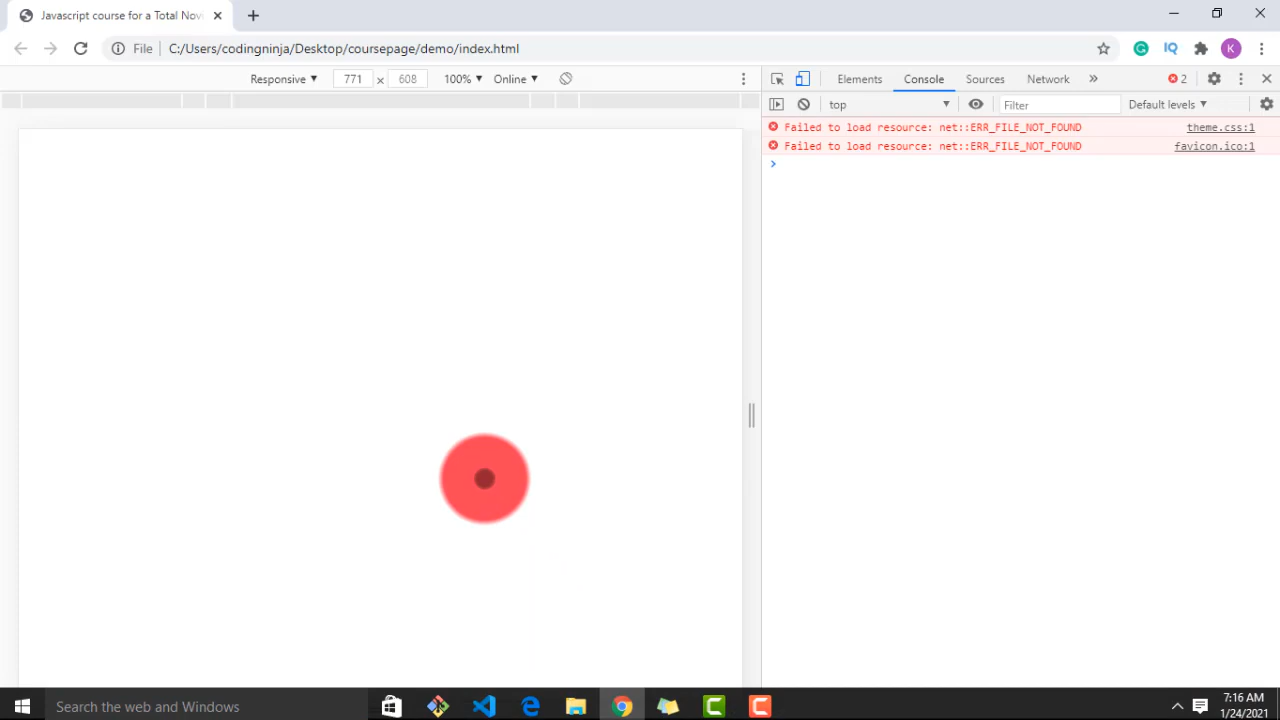 Javascript course for a Total Nov
File C:/Users/codingninja/Desktop/coursepage/demo/index.html
IQ K
Responsive 771 x 608 100% Online
Elements Console Sources Network » 2
top Filter Default levels
Failed to load resource: net::ERR_FILE_NOT_FOUND theme.css:1
Failed to load resource: net::ERR_FILE_NOT_FOUND favicon.ico:1
Search the web and Windows
7:16 AM
1/24/2021